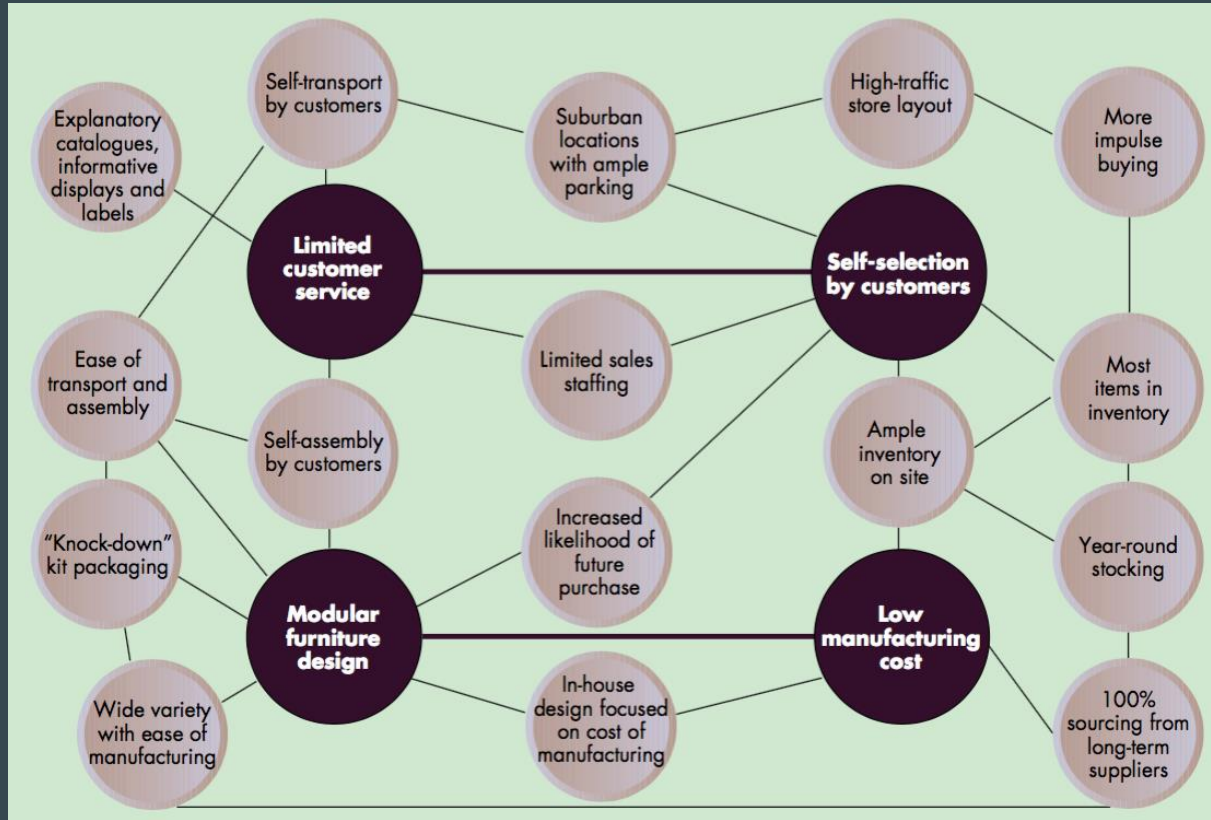 Explanatory
catalogues,
informative
displays and
labels
Self-transport
by customers
Suburban
locations
with ample
parking
High-traffic
store layout
More
impulse
buying
Limited
customer
service
Self-selection
by customers
Ease of
transport and
assembly
Self-assembly
by customers
Limited sales
staffing
Ample
inventory
on site
Most
items in
inventory
“Knock-down”
kit packaging
Increased
likelihood of
future
purchase
Year-round
stocking
Modular
furniture
design
Low
manufacturing
cost
Wide variety
with ease of
manufacturing
In-house
design focused
on cost of
manufacturing
100%
sourcing from
long-term
suppliers